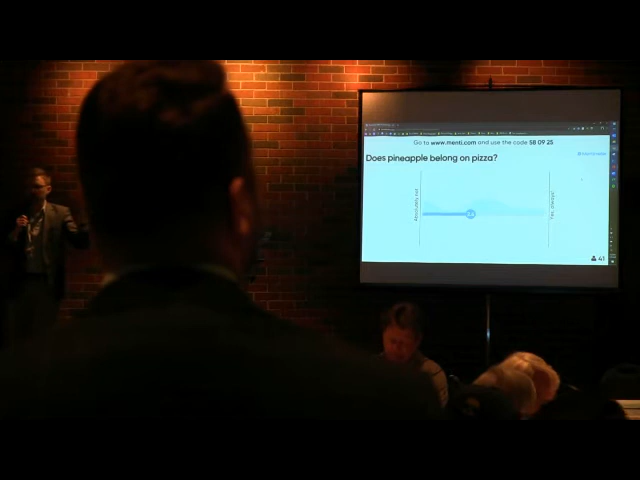 Go to www.menti.com and use the code 58 09 25
Does pineapple belong on pizza?
Absolutely not
Yes, always!
41